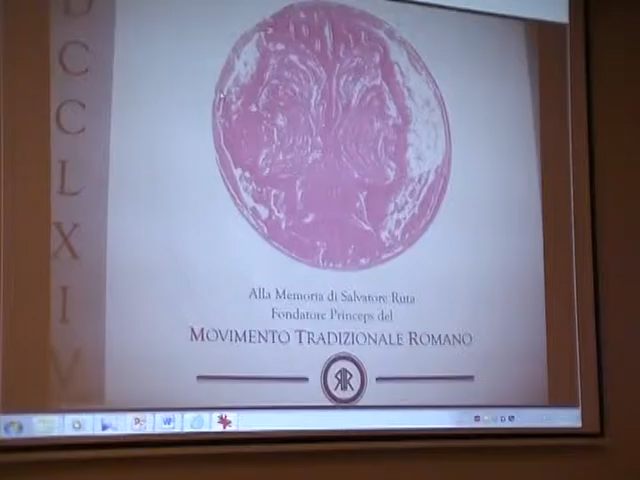 D
C
C
L
X
I
V
Alla Memoria di Salvatore Ruta
Fondatore Princeps del
MOVIMENTO TRADIZIONALE ROMANO